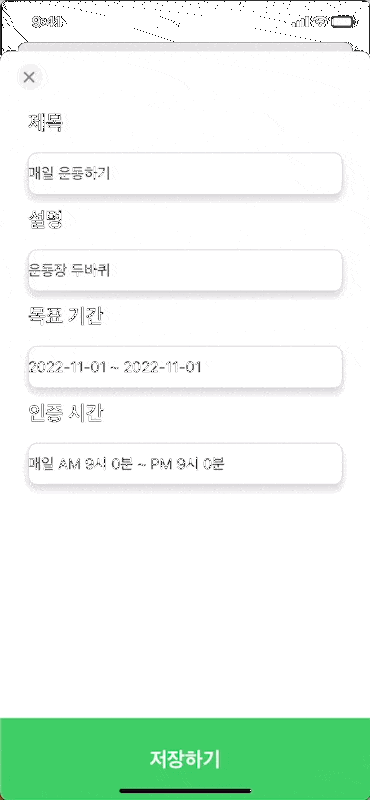 9:41
제목
매일 운동하기
설명
운동장 두바퀴
목표 기간
2022-11-01 ~ 2022-11-01
인증 시간
매일 AM 9시 0분 ~ PM 9시 0분
저장하기